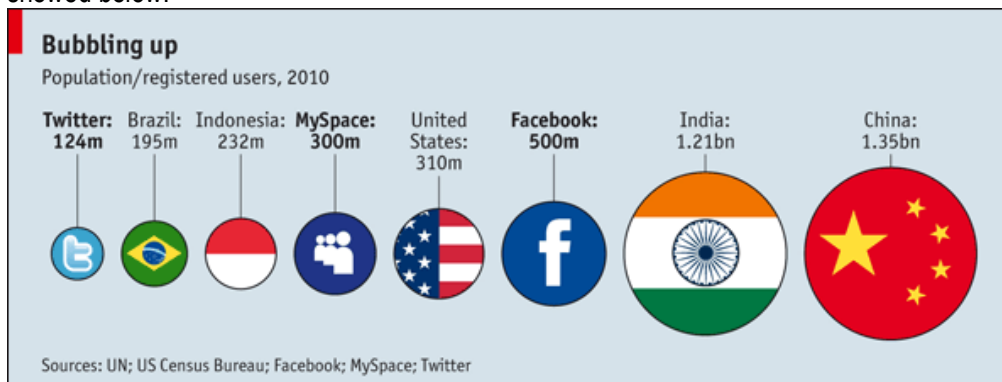 Bubbling up
Population/registered users, 2010
Twitter:
124m
Brazil:
195m
Indonesia:
232m
MySpace:
300m
United
States:
310m
Facebook:
500m
India:
1.21bn
China:
1.35bn
Sources: UN; US Census Bureau; Facebook; MySpace; Twitter